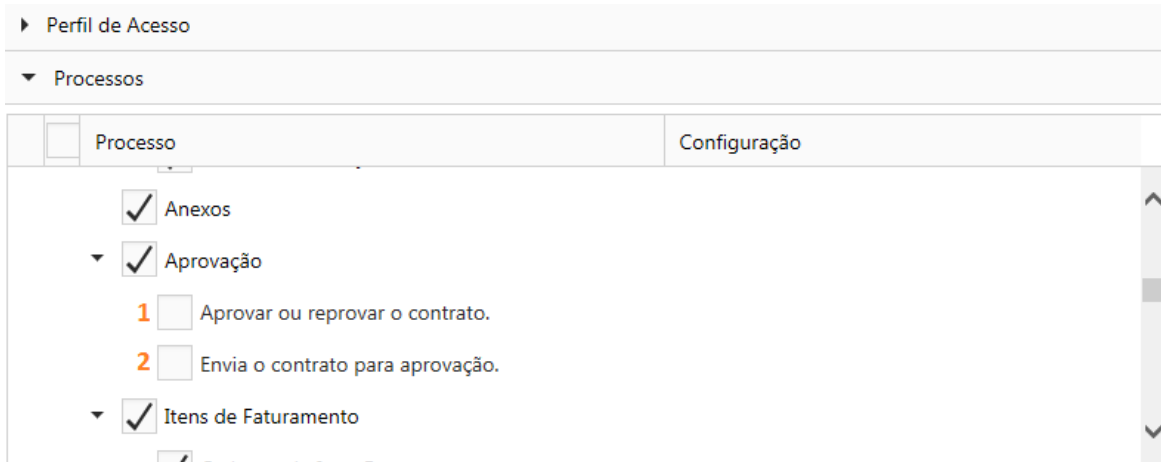 Perfil de Acesso
Processos
Processo Configuração
Anexos
Aprovação
1 Aprovar ou reprovar o contrato.
2 Envia o contrato para aprovação.
Itens de Faturamento